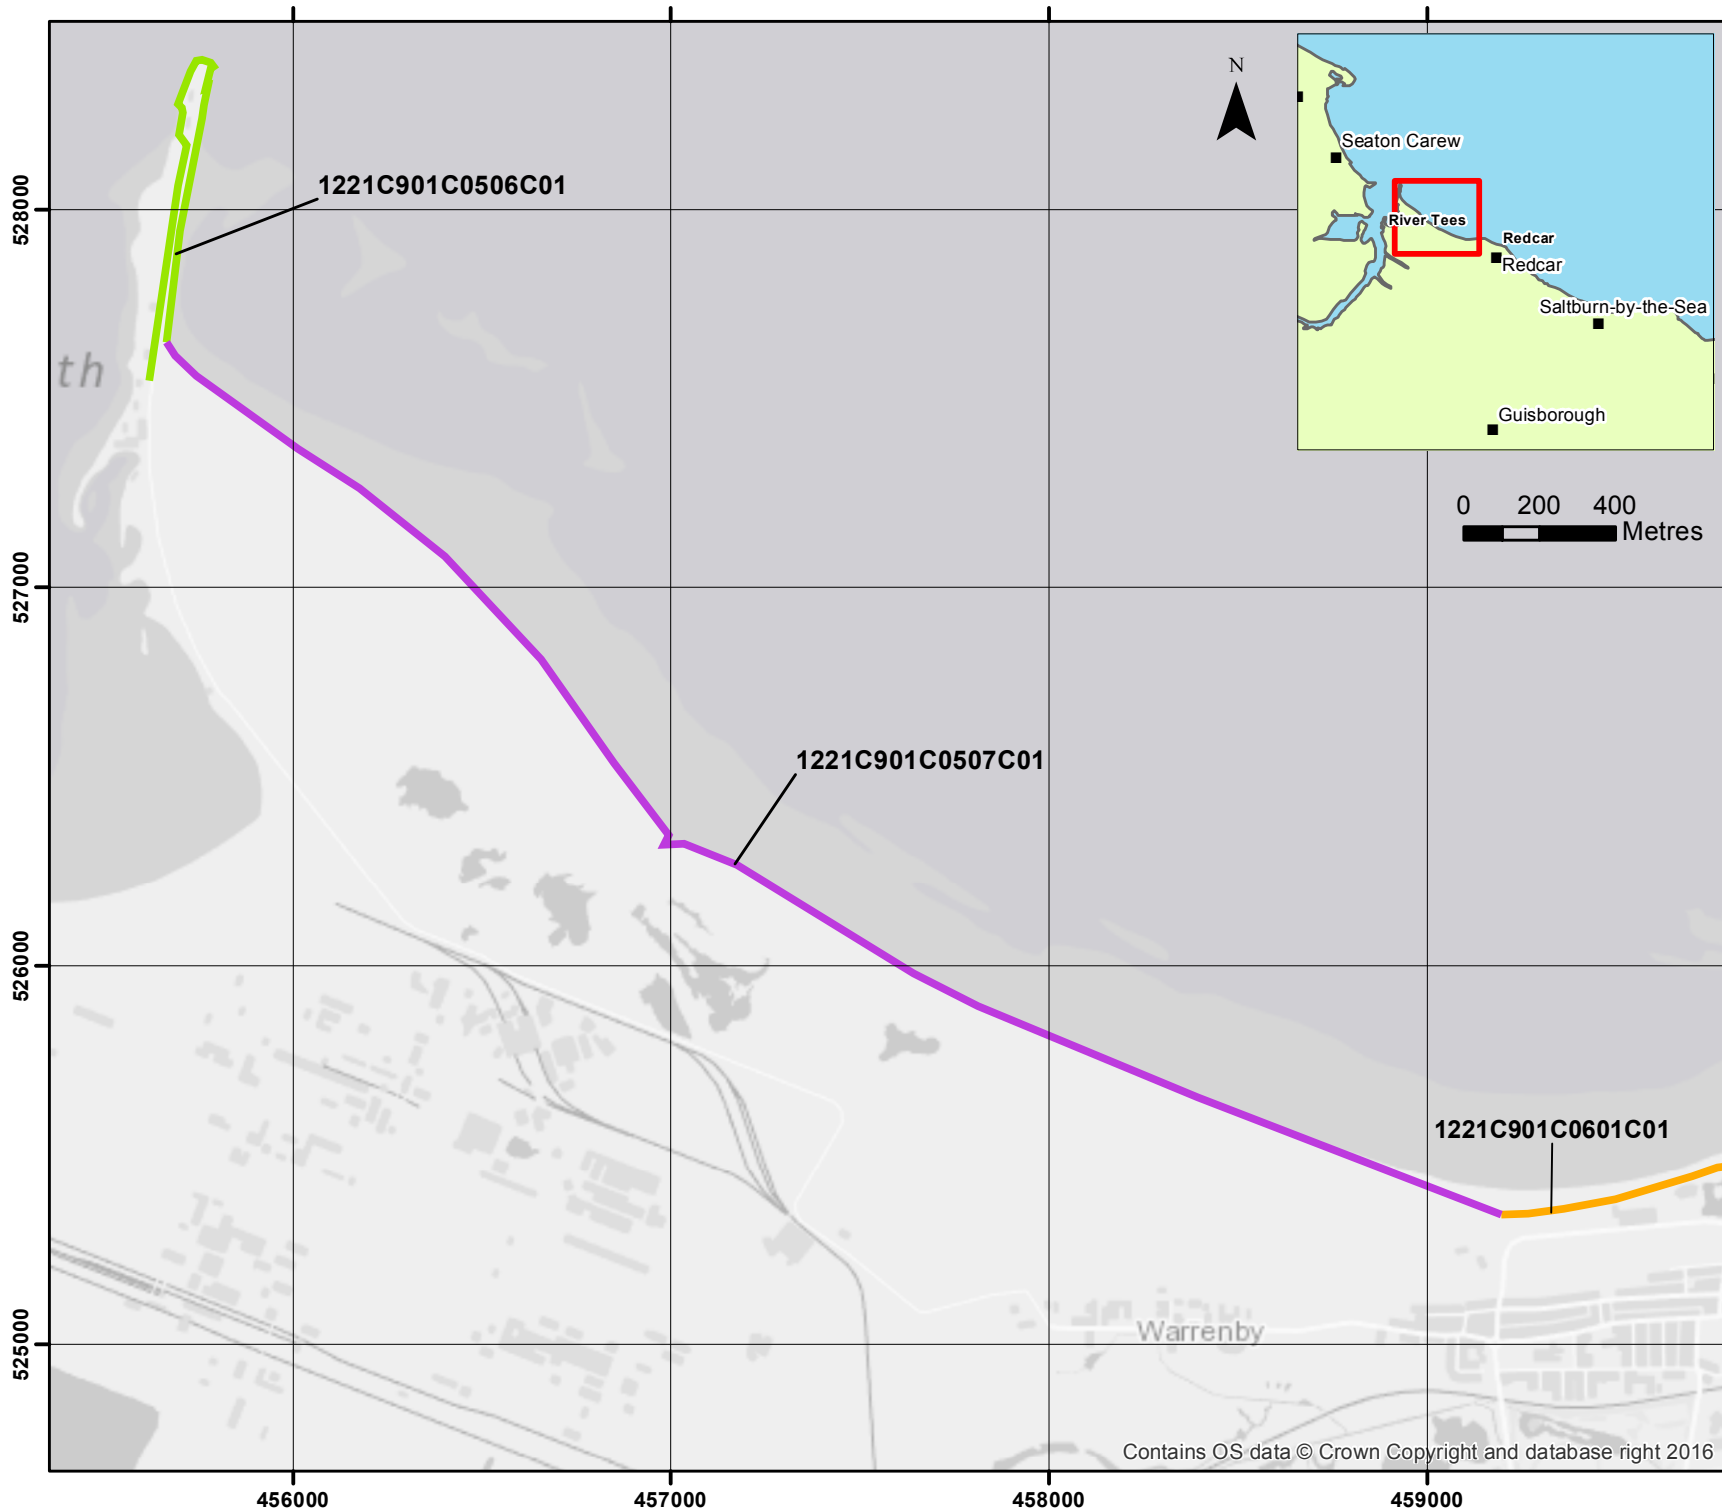 N
Seaton Carew
River Tees
Redcar
Redcar
Saltburn-by-the-Sea
Guisborough
0 200 400
Metres
1221C901C0506C01
528000
th
527000
1221C901C0507C01
526000
1221C901C0601C01
525000
Warrenby
Contains OS data © Crown Copyright and database right 2016
456000 457000 458000 459000